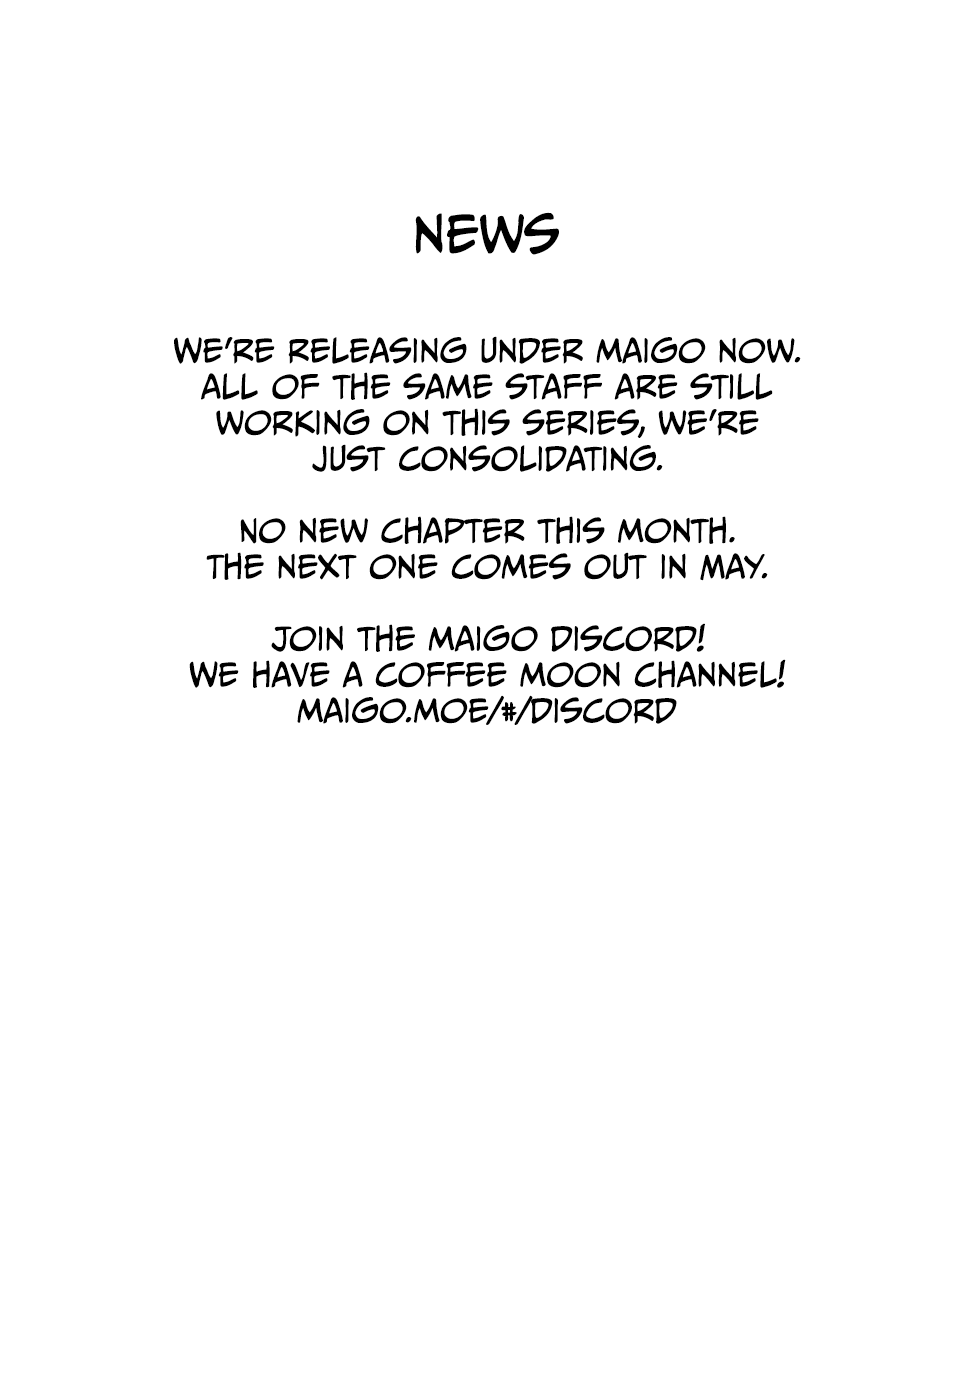 NEWS
WE'RE RELEASING UNDER MAIGO NOW.
ALL OF THE SAME STAFF ARE STILL
WORKING ON THIS SERIES, WE'RE
JUST CONSOLIDATING.
NO NEW CHAPTER THIS MONTH.
THE NEXT ONE COMES OUT IN MAY.
JOIN THE MAIGO DISCORD!
WE HAVE A COFFEE MOON CHANNEL!
MAIGO.MOE/#/DISCORD